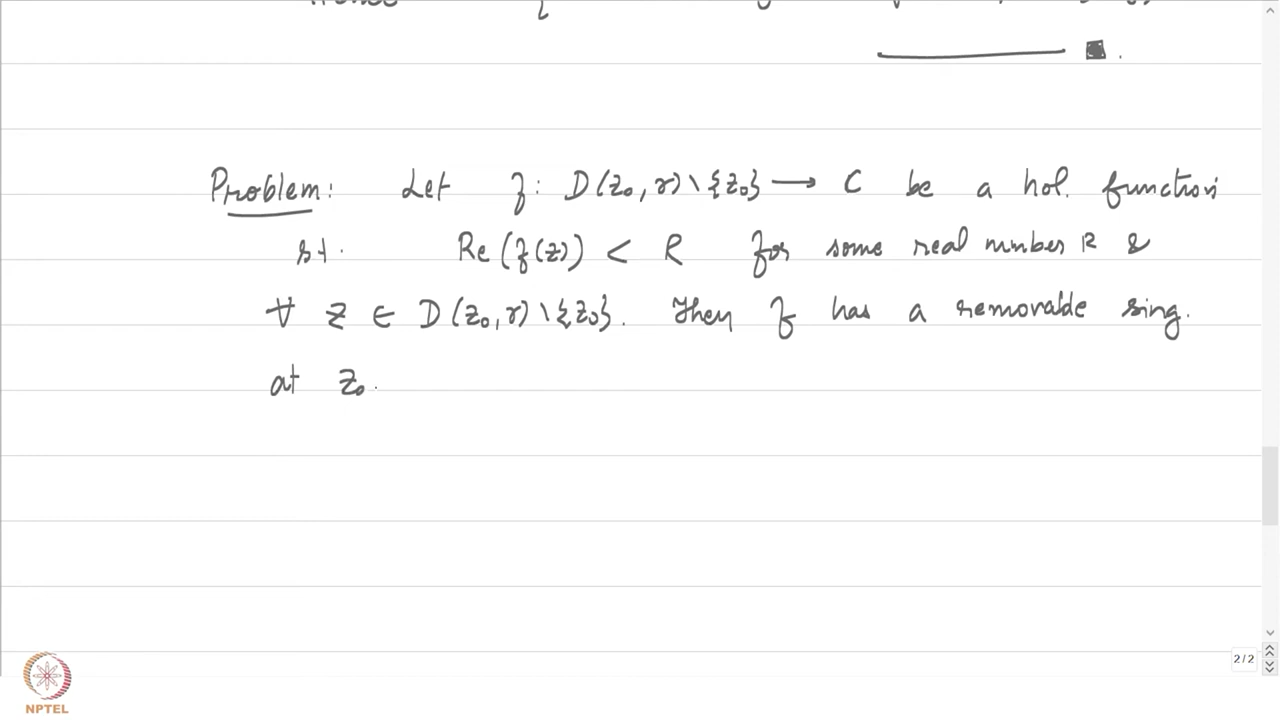 Problem: Let f: D(z₀, r) \ {z₀} ⟶ C be a hol. function
s.t. Re(f(z)) < R for some real number R &
∀ z ∈ D(z₀, r) \ {z₀}. Then f has a removable sing.
at z₀.
2/2
NPTEL